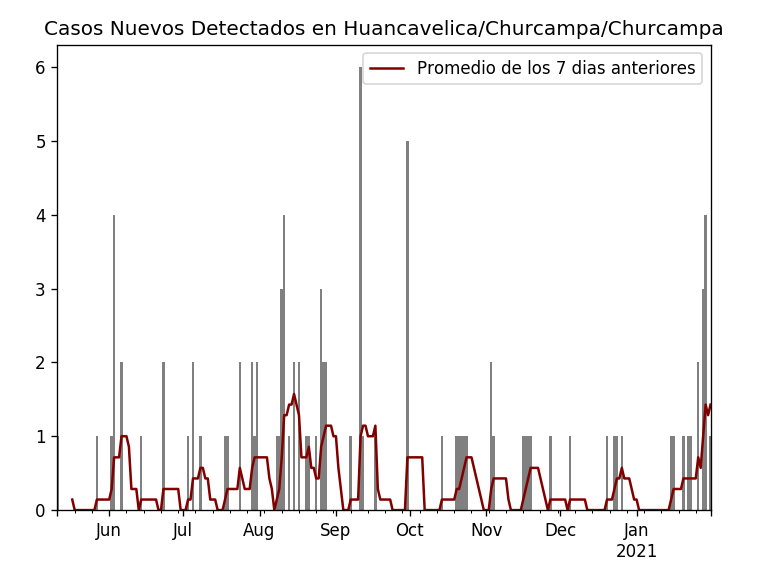 Casos Nuevos Detectados en Huancavelica/Churcampa/Churcampa
Promedio de los 7 dias anteriores
6
5
4
3
2
1
0
Jun Jul Aug Sep Oct Nov Dec Jan
2021